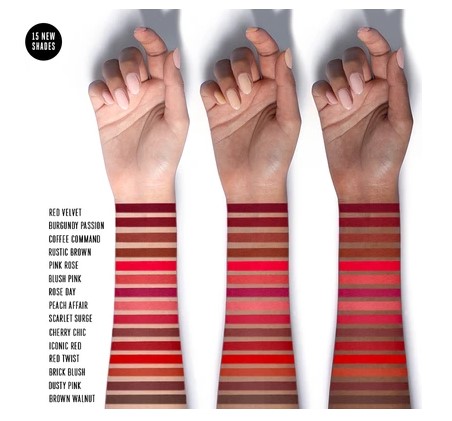 15 NEW
SHADES
RED VELVET
BURGUNDY PASSION
COFFEE COMMAND
RUSTIC BROWN
PINK ROSE
BLUSH PINK
ROSE DAY
PEACH AFFAIR
SCARLET SURGE
CHERRY CHIC
ICONIC RED
RED TWIST
BRICK BLUSH
DUSTY PINK
BROWN WALNUT